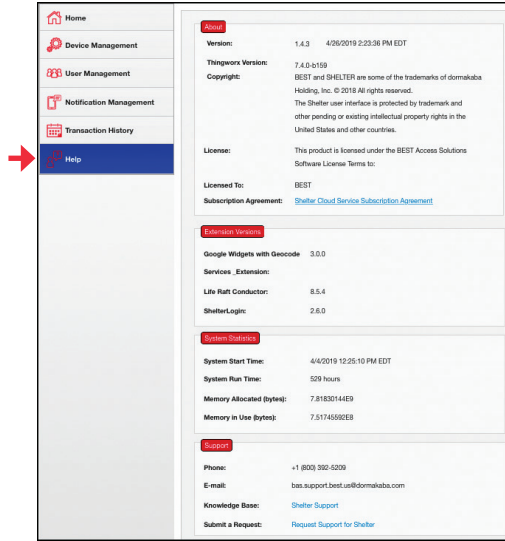 Home
Device Management
User Management
Notification Management
Transaction History
Help
About
Version: 1.4.3 4/26/2019 2:23:36 PM EDT
Thingworx Version: 7.4.0-b159
Copyright: BEST and SHELTER are some of the trademarks of dormakaba
Holding, Inc. © 2018 All rights reserved.
The Shelter user interface is protected by trademark and
other pending or existing intellectual property rights in the
United States and other countries.
License: This product is licensed under the BEST Access Solutions
Software License Terms to:
Licensed To: BEST
Subscription Agreement: Shelter Cloud Service Subscription Agreement
Extension Versions
Google Widgets with Geocode 3.0.0
Services _Extension:
Life Raft Conductor: 8.5.4
ShelterLogin: 2.6.0
System Statistics
System Start Time: 4/4/2019 12:25:10 PM EDT
System Run Time: 529 hours
Memory Allocated (bytes): 7.81830144E9
Memory in Use (bytes): 7.51745592E8
Support
Phone: +1 (800) 392-5209
E-mail: bas.support.best.us@dormakaba.com
Knowledge Base: Shelter Support
Submit a Request: Request Support for Shelter